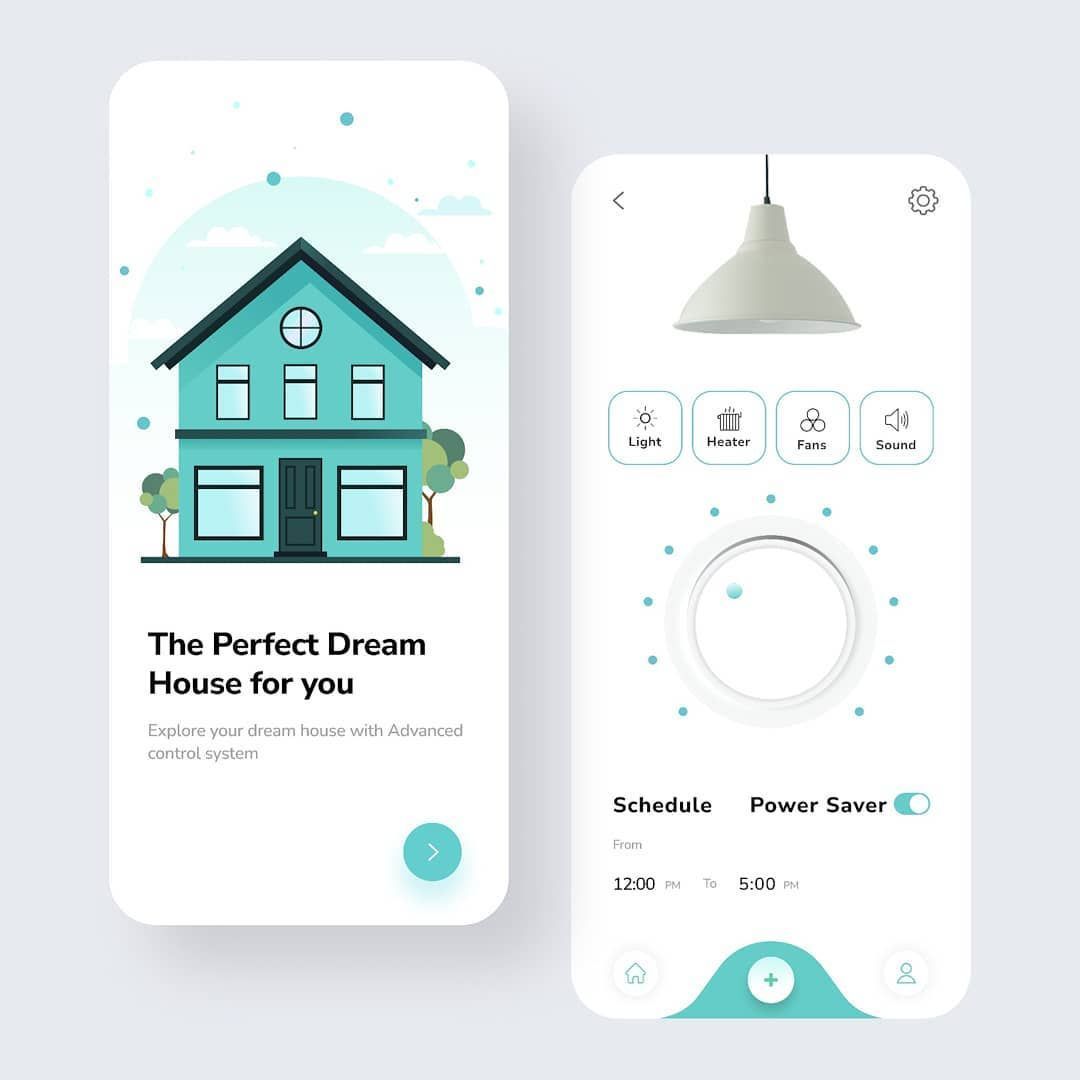 The Perfect Dream
House for you
Explore your dream house with Advanced
control system
Light Heater Fans Sound
Schedule Power Saver
From
12:00 PM To 5:00 PM